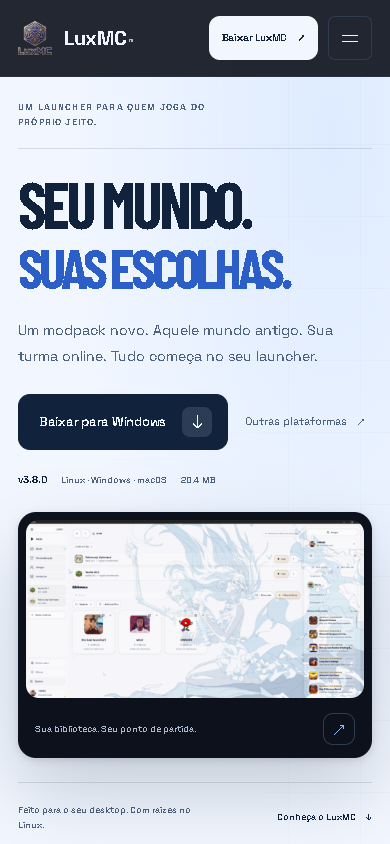 LuxMC
LuxMC™
Baixar LuxMC ↗
UM LAUNCHER PARA QUEM JOGA DO
PRÓPRIO JEITO.
SEU MUNDO.
SUAS ESCOLHAS.
Um modpack novo. Aquele mundo antigo. Sua
turma online. Tudo começa no seu launcher.
Baixar para Windows ↓
Outras plataformas ↗
v3.8.0 Linux · Windows · macOS 20.4 MB
Sua biblioteca. Seu ponto de partida. ↗
Feito para o seu desktop. Com raízes no
Linux.
Conheça o LuxMC ↓